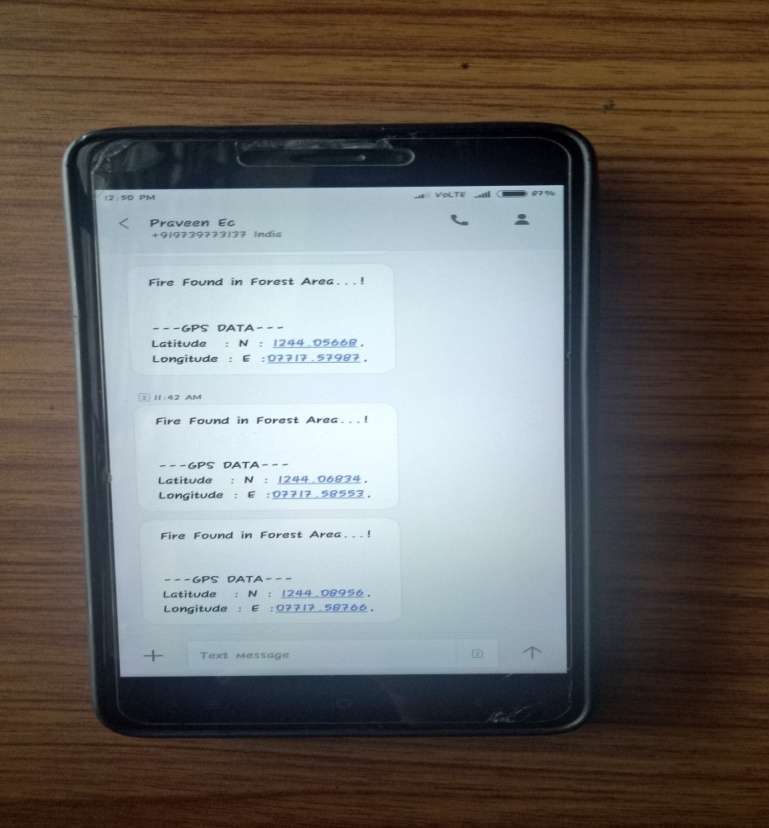 12:50 PM VoLTE 87%
Praveen Ec
+919739773137 India
Fire Found in Forest Area...!
---GPS DATA---
Latitude : N : 1244.05668.
Longitude : E :07717.57987.
2 11:42 AM
Fire Found in Forest Area...!
---GPS DATA---
Latitude : N : 1244.06834.
Longitude : E :07717.58553.
Fire Found in Forest Area...!
---GPS DATA---
Latitude : N : 1244.08956.
Longitude : E :07717.58766.
Text message 2